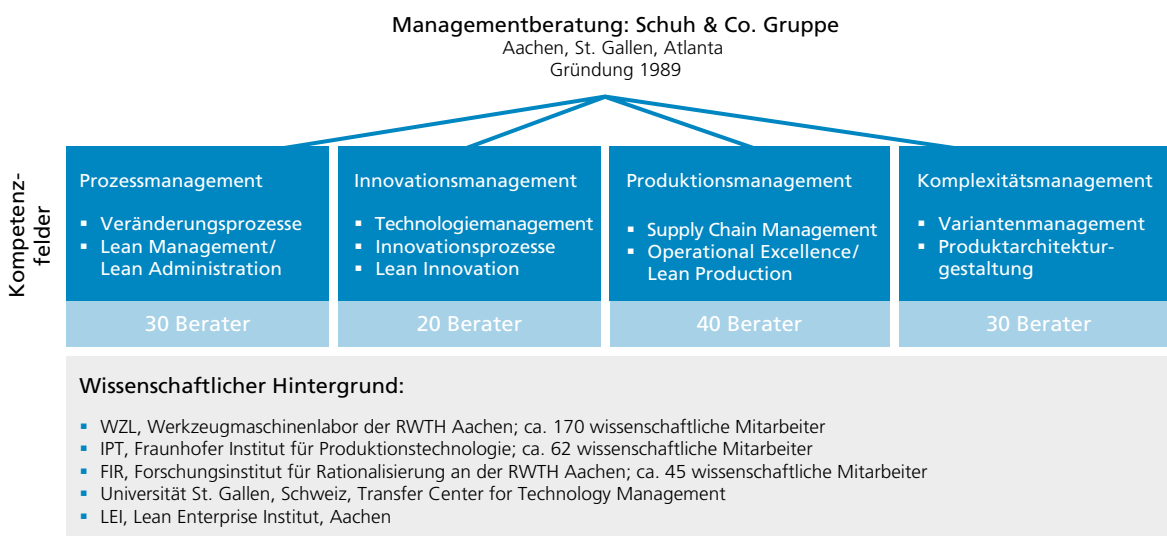 Managementberatung: Schuh & Co. Gruppe
Aachen, St. Gallen, Atlanta
Gründung 1989
Kompetenz-
felder
Prozessmanagement
▪ Veränderungsprozesse
▪ Lean Management/
Lean Administration
30 Berater
Innovationsmanagement
▪ Technologiemanagement
▪ Innovationsprozesse
▪ Lean Innovation
20 Berater
Produktionsmanagement
▪ Supply Chain Management
▪ Operational Excellence/
Lean Production
40 Berater
Komplexitätsmanagement
▪ Variantenmanagement
▪ Produktarchitektur-
gestaltung
30 Berater
Wissenschaftlicher Hintergrund:
▪ WZL, Werkzeugmaschinenlabor der RWTH Aachen; ca. 170 wissenschaftliche Mitarbeiter
▪ IPT, Fraunhofer Institut für Produktionstechnologie; ca. 62 wissenschaftliche Mitarbeiter
▪ FIR, Forschungsinstitut für Rationalisierung an der RWTH Aachen; ca. 45 wissenschaftliche Mitarbeiter
▪ Universität St. Gallen, Schweiz, Transfer Center for Technology Management
▪ LEI, Lean Enterprise Institut, Aachen